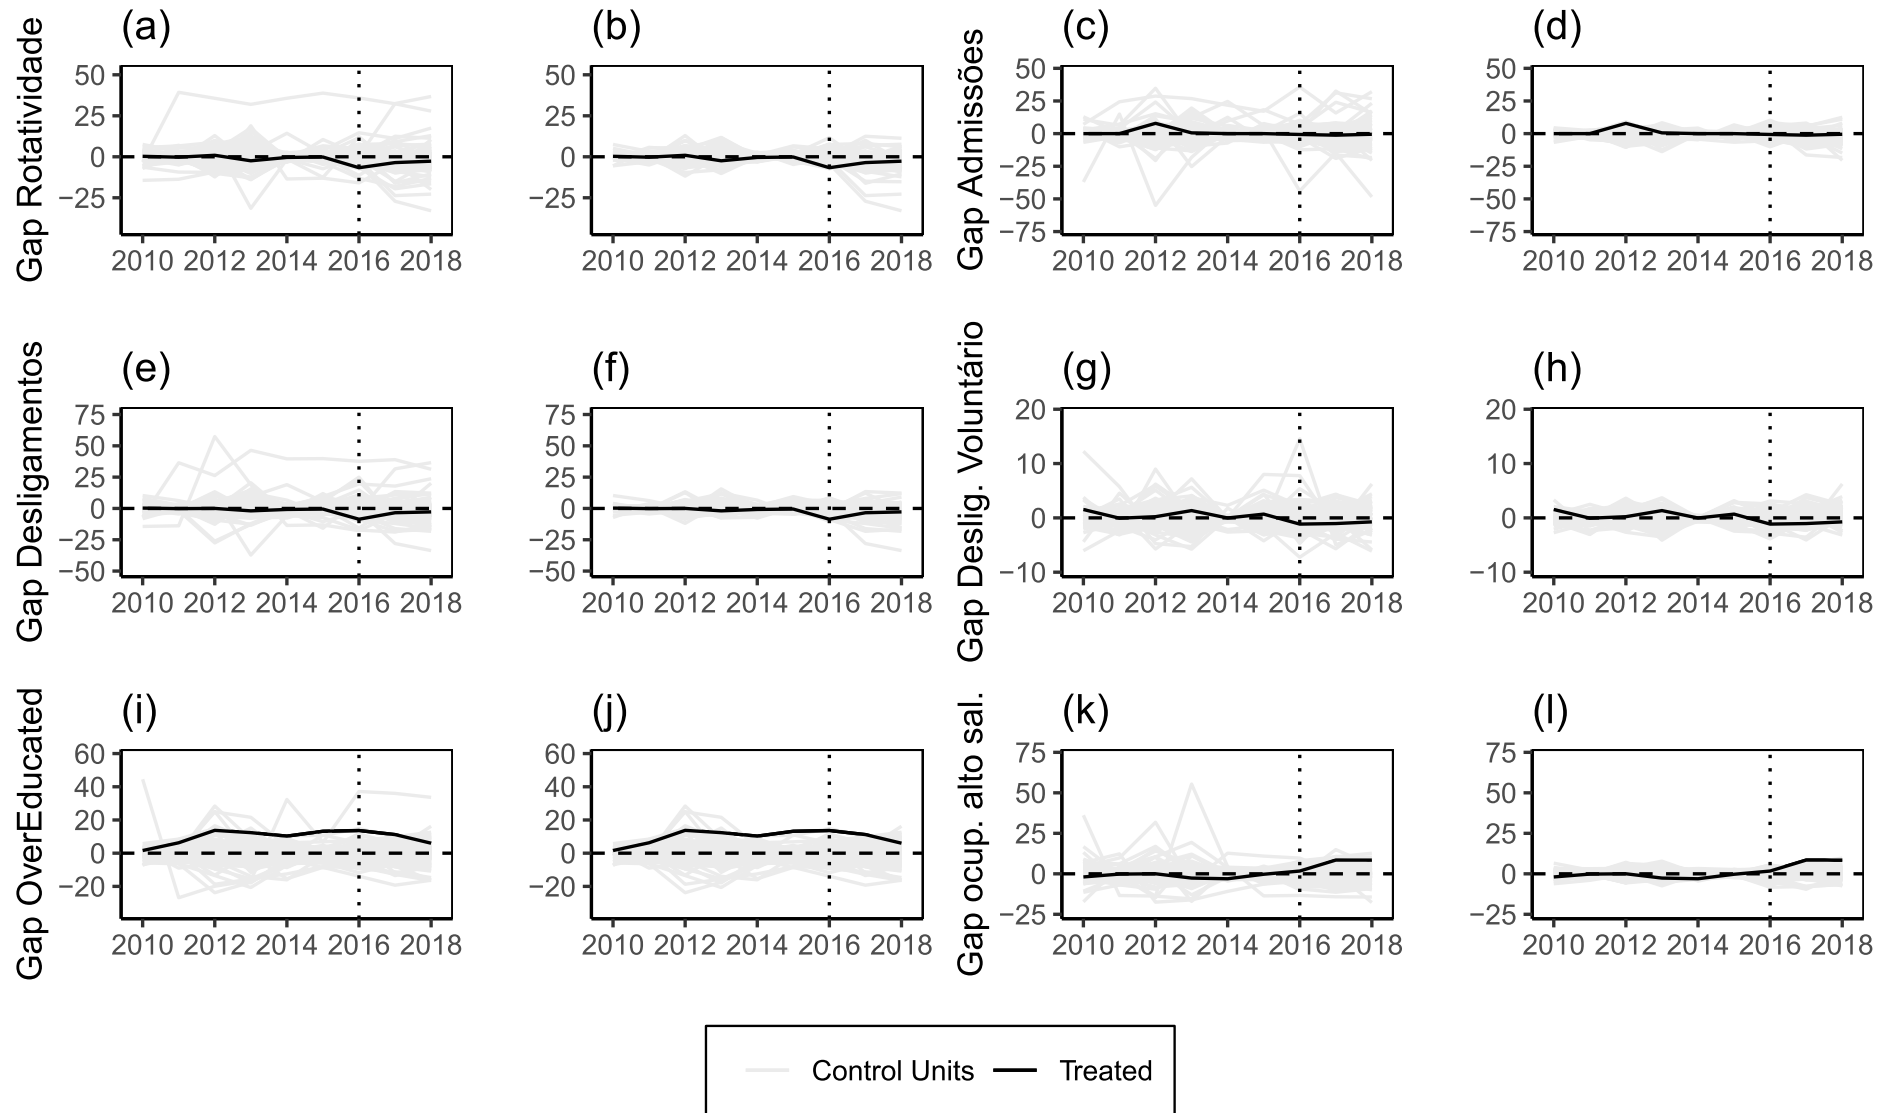 (a)
(b)
(c)
(d)
Gap Rotatividade
50
25
0
−25
2010 2012 2014 2016 2018
50
25
0
−25
2010 2012 2014 2016 2018
Gap Admissões
50
25
0
−25
−50
−75
2010 2012 2014 2016 2018
50
25
0
−25
−50
−75
2010 2012 2014 2016 2018
(e)
(f)
(g)
(h)
Gap Desligamentos
75
50
25
0
−25
−50
2010 2012 2014 2016 2018
75
50
25
0
−25
−50
2010 2012 2014 2016 2018
Gap Deslig. Voluntário
20
10
0
−10
2010 2012 2014 2016 2018
20
10
0
−10
2010 2012 2014 2016 2018
(i)
(j)
(k)
(l)
Gap OverEducated
60
40
20
0
−20
2010 2012 2014 2016 2018
60
40
20
0
−20
2010 2012 2014 2016 2018
Gap ocup. alto sal.
75
50
25
0
−25
2010 2012 2014 2016 2018
75
50
25
0
−25
2010 2012 2014 2016 2018
Control Units
Treated